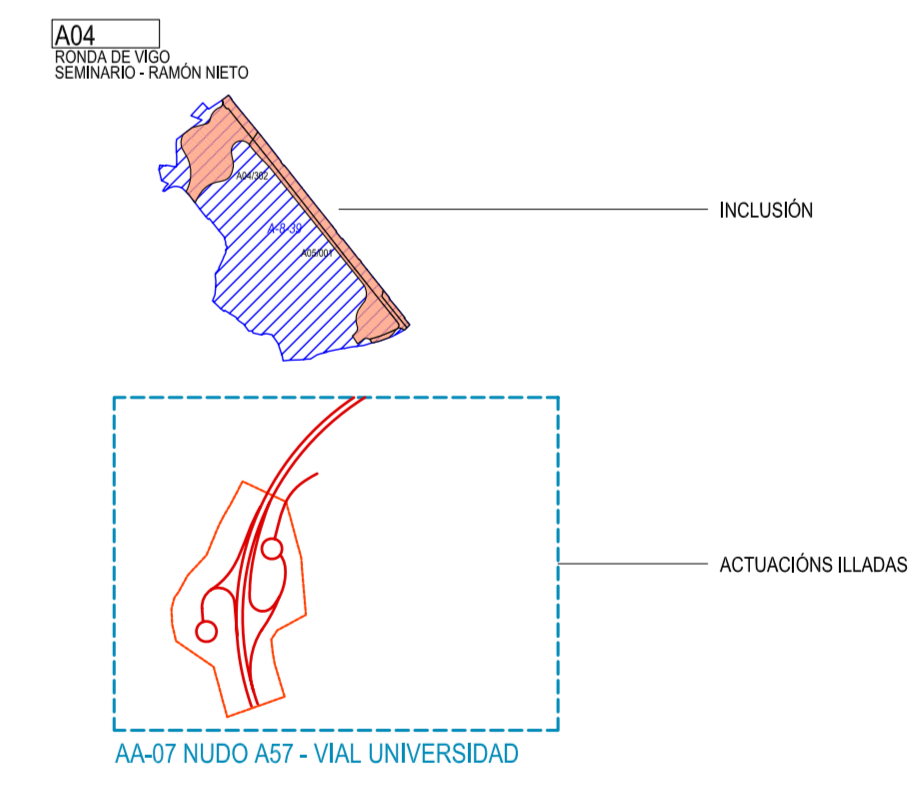 A04
RONDA DE VIGO
SEMINARIO - RAMÓN NIETO
A04/302
INCLUSIÓN
A-8-39
A05/001
ACTUACIÓNS ILLADAS
AA-07 NUDO A57 - VIAL UNIVERSIDAD